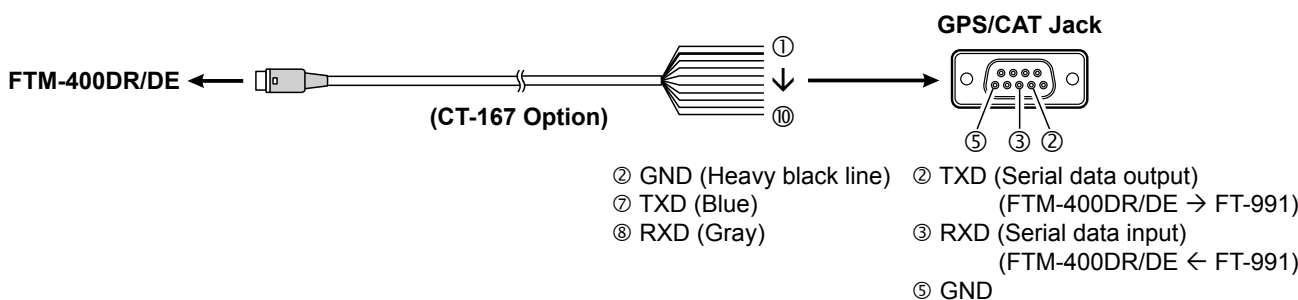 GPS/CAT Jack
FTM-400DR/DE
(CT-167 Option)
①
⑩
⑤ ③ ②
② GND (Heavy black line)
⑦ TXD (Blue)
⑧ RXD (Gray)
② TXD (Serial data output)
(FTM-400DR/DE → FT-991)
③ RXD (Serial data input)
(FTM-400DR/DE ← FT-991)
⑤ GND